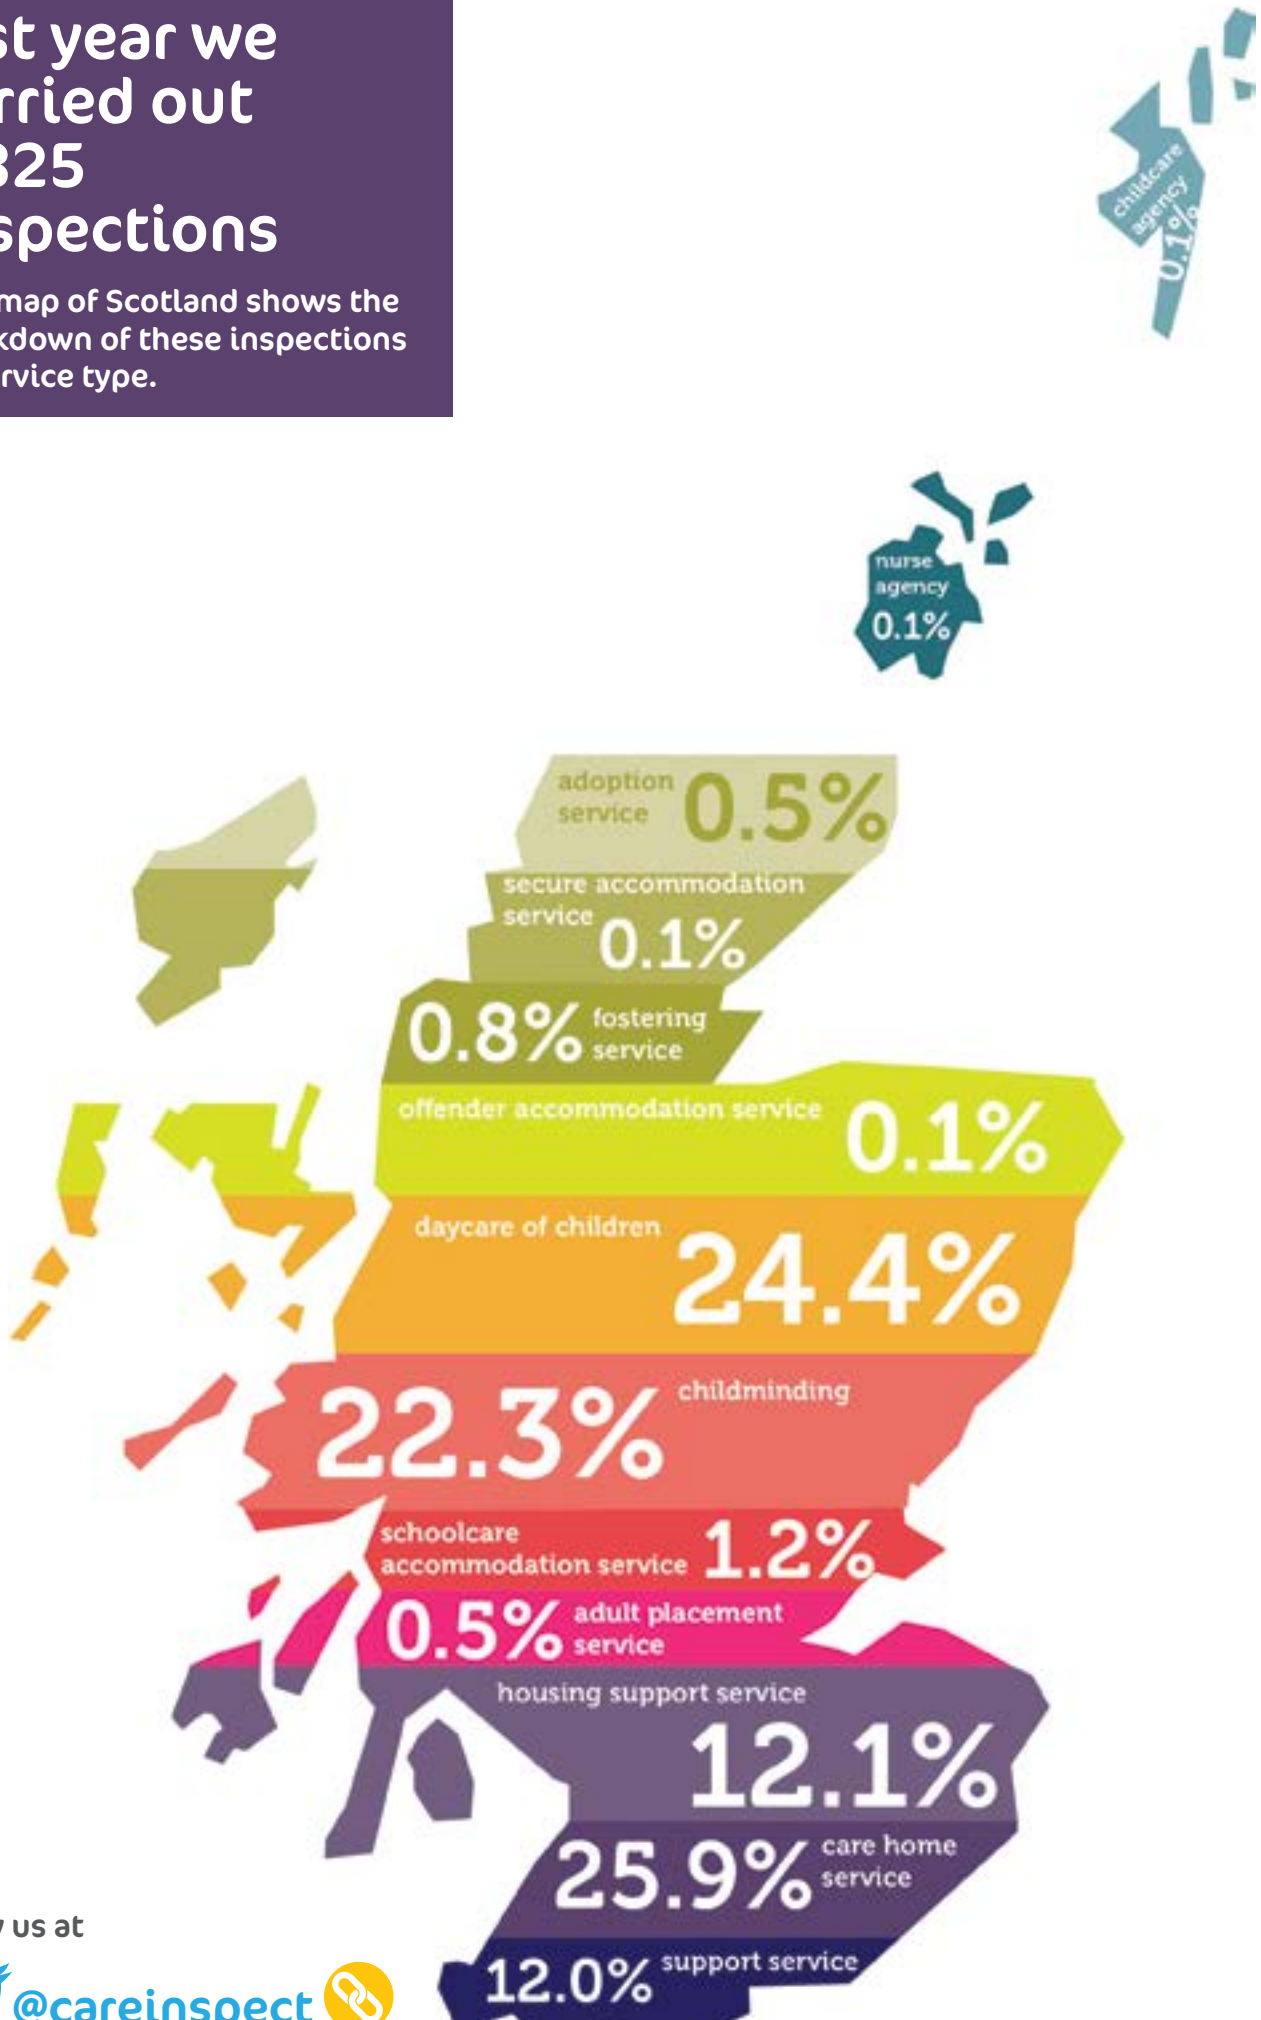 st year we
rried out
325
spections
map of Scotland shows the
kdown of these inspections
rvice type.
childcare
agency
0.1%
nurse
agency
0.1%
adoption
service
0.5%
secure accommodation
service
0.1%
0.8%
fostering
service
offender accommodation service
0.1%
daycare of children
24.4%
22.3%
childminding
schoolcare
accommodation service
1.2%
0.5%
adult placement
service
housing support service
12.1%
25.9%
care home
service
12.0%
support service
us at
@careinspect